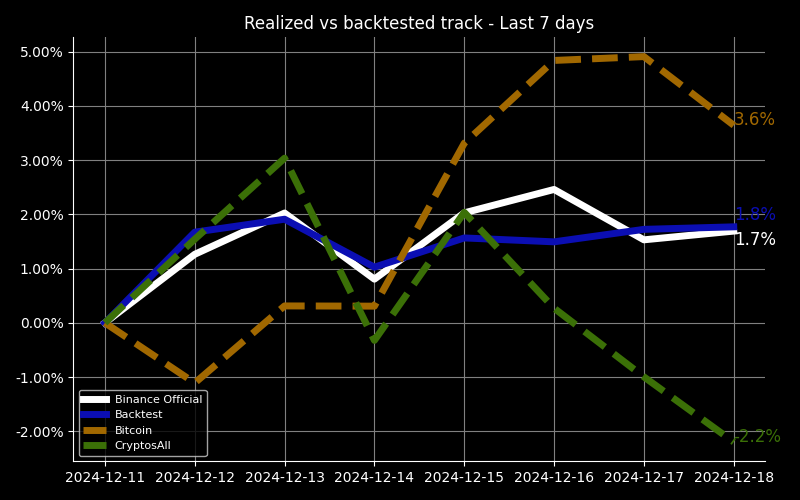 Realized vs backtested track - Last 7 days
5.00%
4.00%
3.00%
2.00%
1.00%
0.00%
-1.00%
-2.00%
3.6%
1.8%
1.7%
-2.2%
Binance Official
Backtest
Bitcoin
CryptosAll
2024-12-11 2024-12-12 2024-12-13 2024-12-14 2024-12-15 2024-12-16 2024-12-17 2024-12-18